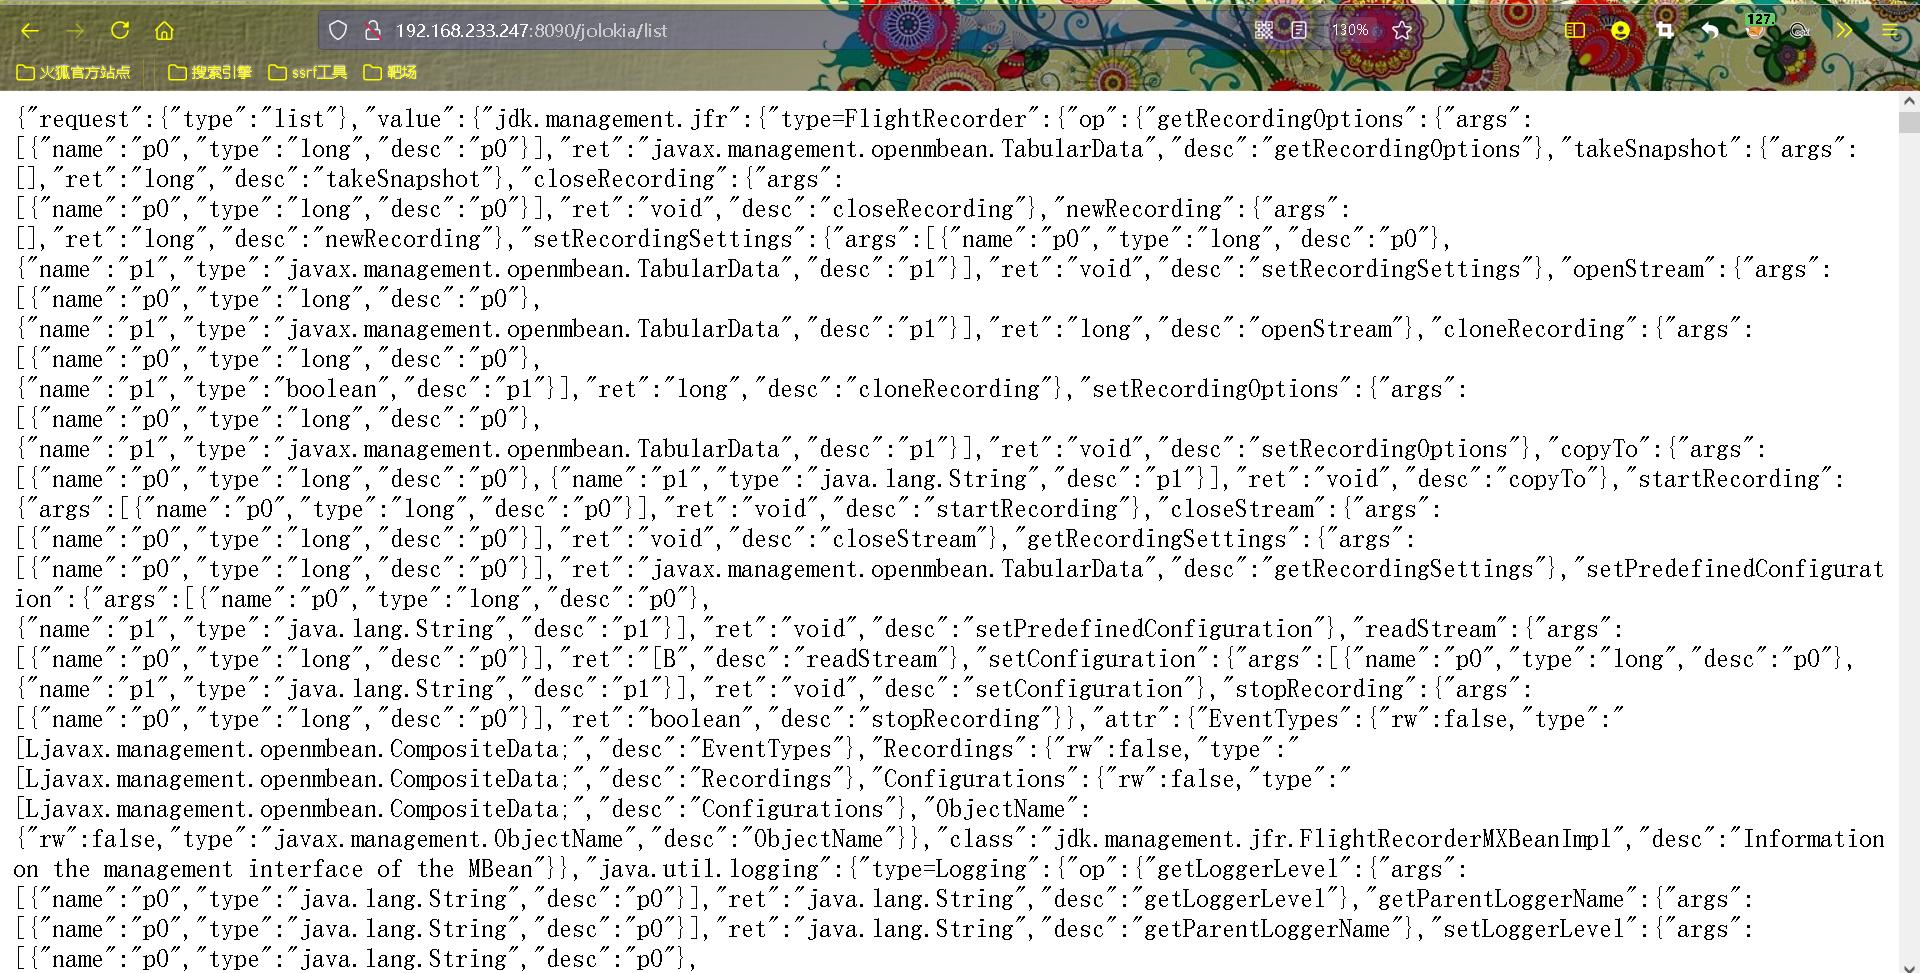 192.168.233.247:8090/jolokia/list
130%
127.
火狐官方站点
搜索引擎
ssrf工具
靶场
{"request":{"type":"list"},"value":{"jdk.management.jfr":{"type=FlightRecorder":{"op":{"getRecordingOptions":{"args":
[{"name":"p0","type":"long","desc":"p0"}],"ret":"javax.management.openmbean.TabularData","desc":"getRecordingOptions"},"takeSnapshot":{"args":
[],"ret":"long","desc":"takeSnapshot"},"closeRecording":{"args":
[{"name":"p0","type":"long","desc":"p0"}],"ret":"void","desc":"closeRecording"},"newRecording":{"args":
[],"ret":"long","desc":"newRecording"},"setRecordingSettings":{"args":[{"name":"p0","type":"long","desc":"p0"},
{"name":"p1","type":"javax.management.openmbean.TabularData","desc":"p1"}],"ret":"void","desc":"setRecordingSettings"},"openStream":{"args":
[{"name":"p0","type":"long","desc":"p0"},
{"name":"p1","type":"javax.management.openmbean.TabularData","desc":"p1"}],"ret":"long","desc":"openStream"},"cloneRecording":{"args":
[{"name":"p0","type":"long","desc":"p0"},
{"name":"p1","type":"boolean","desc":"p1"}],"ret":"long","desc":"cloneRecording"},"setRecordingOptions":{"args":
[{"name":"p0","type":"long","desc":"p0"},
{"name":"p1","type":"javax.management.openmbean.TabularData","desc":"p1"}],"ret":"void","desc":"setRecordingOptions"},"copyTo":{"args":
[{"name":"p0","type":"long","desc":"p0"},{"name":"p1","type":"java.lang.String","desc":"p1"}],"ret":"void","desc":"copyTo"},"startRecording":
{"args":[{"name":"p0","type":"long","desc":"p0"}],"ret":"void","desc":"startRecording"},"closeStream":{"args":
[{"name":"p0","type":"long","desc":"p0"}],"ret":"void","desc":"closeStream"},"getRecordingSettings":{"args":
[{"name":"p0","type":"long","desc":"p0"}],"ret":"javax.management.openmbean.TabularData","desc":"getRecordingSettings"},"setPredefinedConfigurat
ion":{"args":[{"name":"p0","type":"long","desc":"p0"},
{"name":"p1","type":"java.lang.String","desc":"p1"}],"ret":"void","desc":"setPredefinedConfiguration"},"readStream":{"args":
[{"name":"p0","type":"long","desc":"p0"}],"ret":"[B","desc":"readStream"},"setConfiguration":{"args":[{"name":"p0","type":"long","desc":"p0"},
{"name":"p1","type":"java.lang.String","desc":"p1"}],"ret":"void","desc":"setConfiguration"},"stopRecording":{"args":
[{"name":"p0","type":"long","desc":"p0"}],"ret":"boolean","desc":"stopRecording"}},"attr":{"EventTypes":{"rw":false,"type":"
[Ljavax.management.openmbean.CompositeData;","desc":"EventTypes"},"Recordings":{"rw":false,"type":"
[Ljavax.management.openmbean.CompositeData;","desc":"Recordings"},"Configurations":{"rw":false,"type":"
[Ljavax.management.openmbean.CompositeData;","desc":"Configurations"},"ObjectName":
{"rw":false,"type":"javax.management.ObjectName","desc":"ObjectName"}},"class":"jdk.management.jfr.FlightRecorderMXBeanImpl","desc":"Information
on the management interface of the MBean"}},"java.util.logging":{"type=Logging":{"op":{"getLoggerLevel":{"args":
[{"name":"p0","type":"java.lang.String","desc":"p0"}],"ret":"java.lang.String","desc":"getLoggerLevel"},"getParentLoggerName":{"args":
[{"name":"p0","type":"java.lang.String","desc":"p0"}],"ret":"java.lang.String","desc":"getParentLoggerName"},"setLoggerLevel":{"args":
[{"name":"p0","type":"java.lang.String","desc":"p0"},